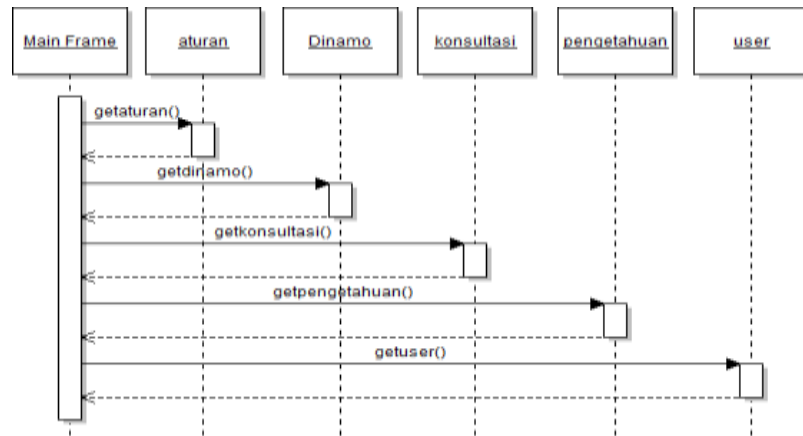 Main Frame
aturan
Dinamo
konsultasi
pengetahuan
user
getaturan()
getdinamo()
getkonsultasi()
getpengetahuan()
getuser()